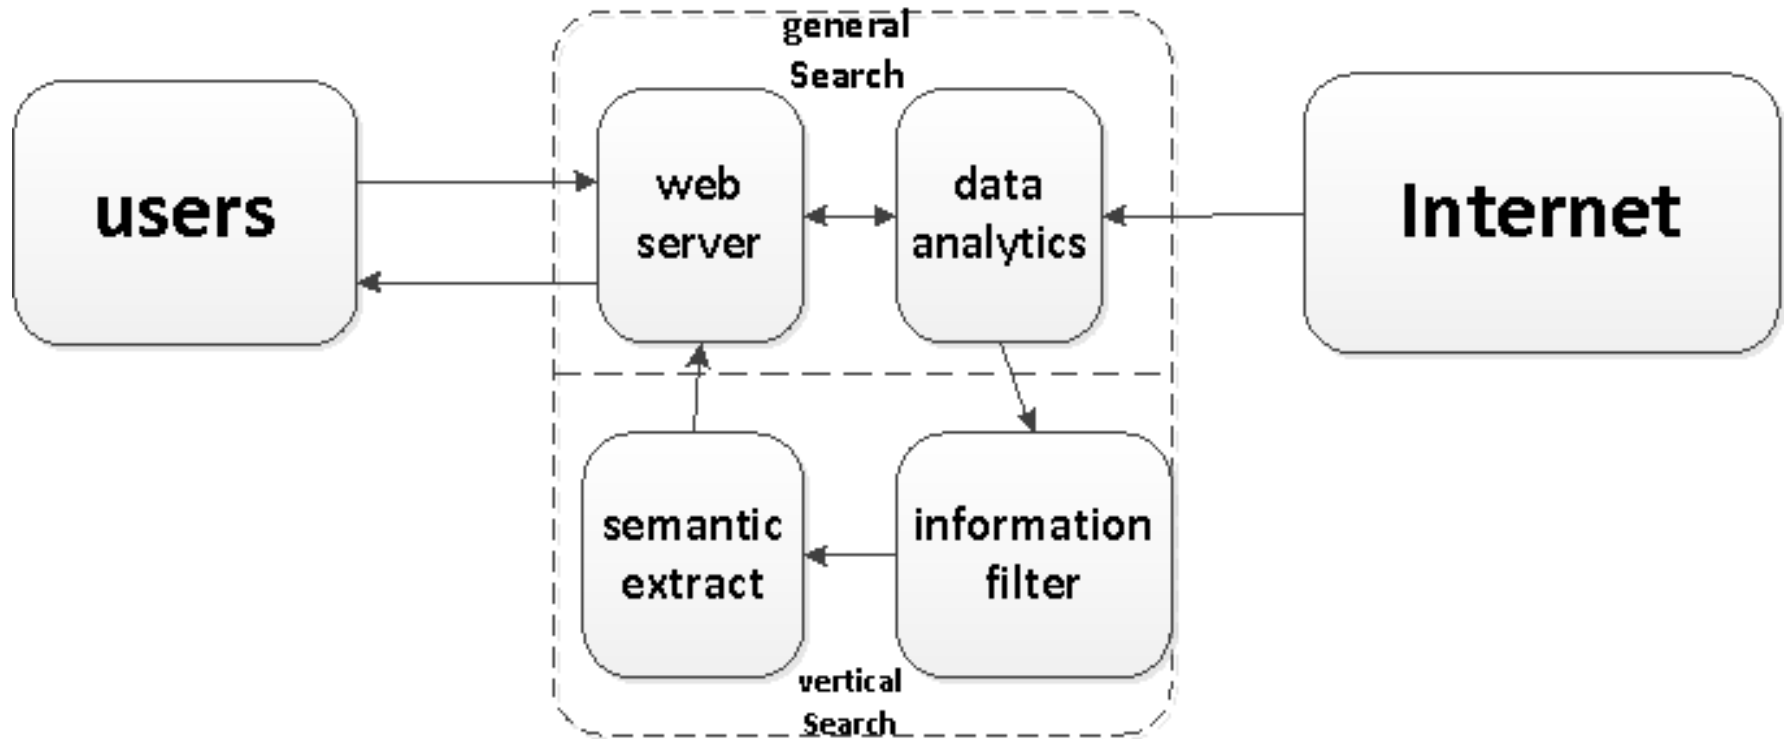 general
Search
users
web
server
data
analytics
Internet
semantic
extract
information
filter
vertical
Search